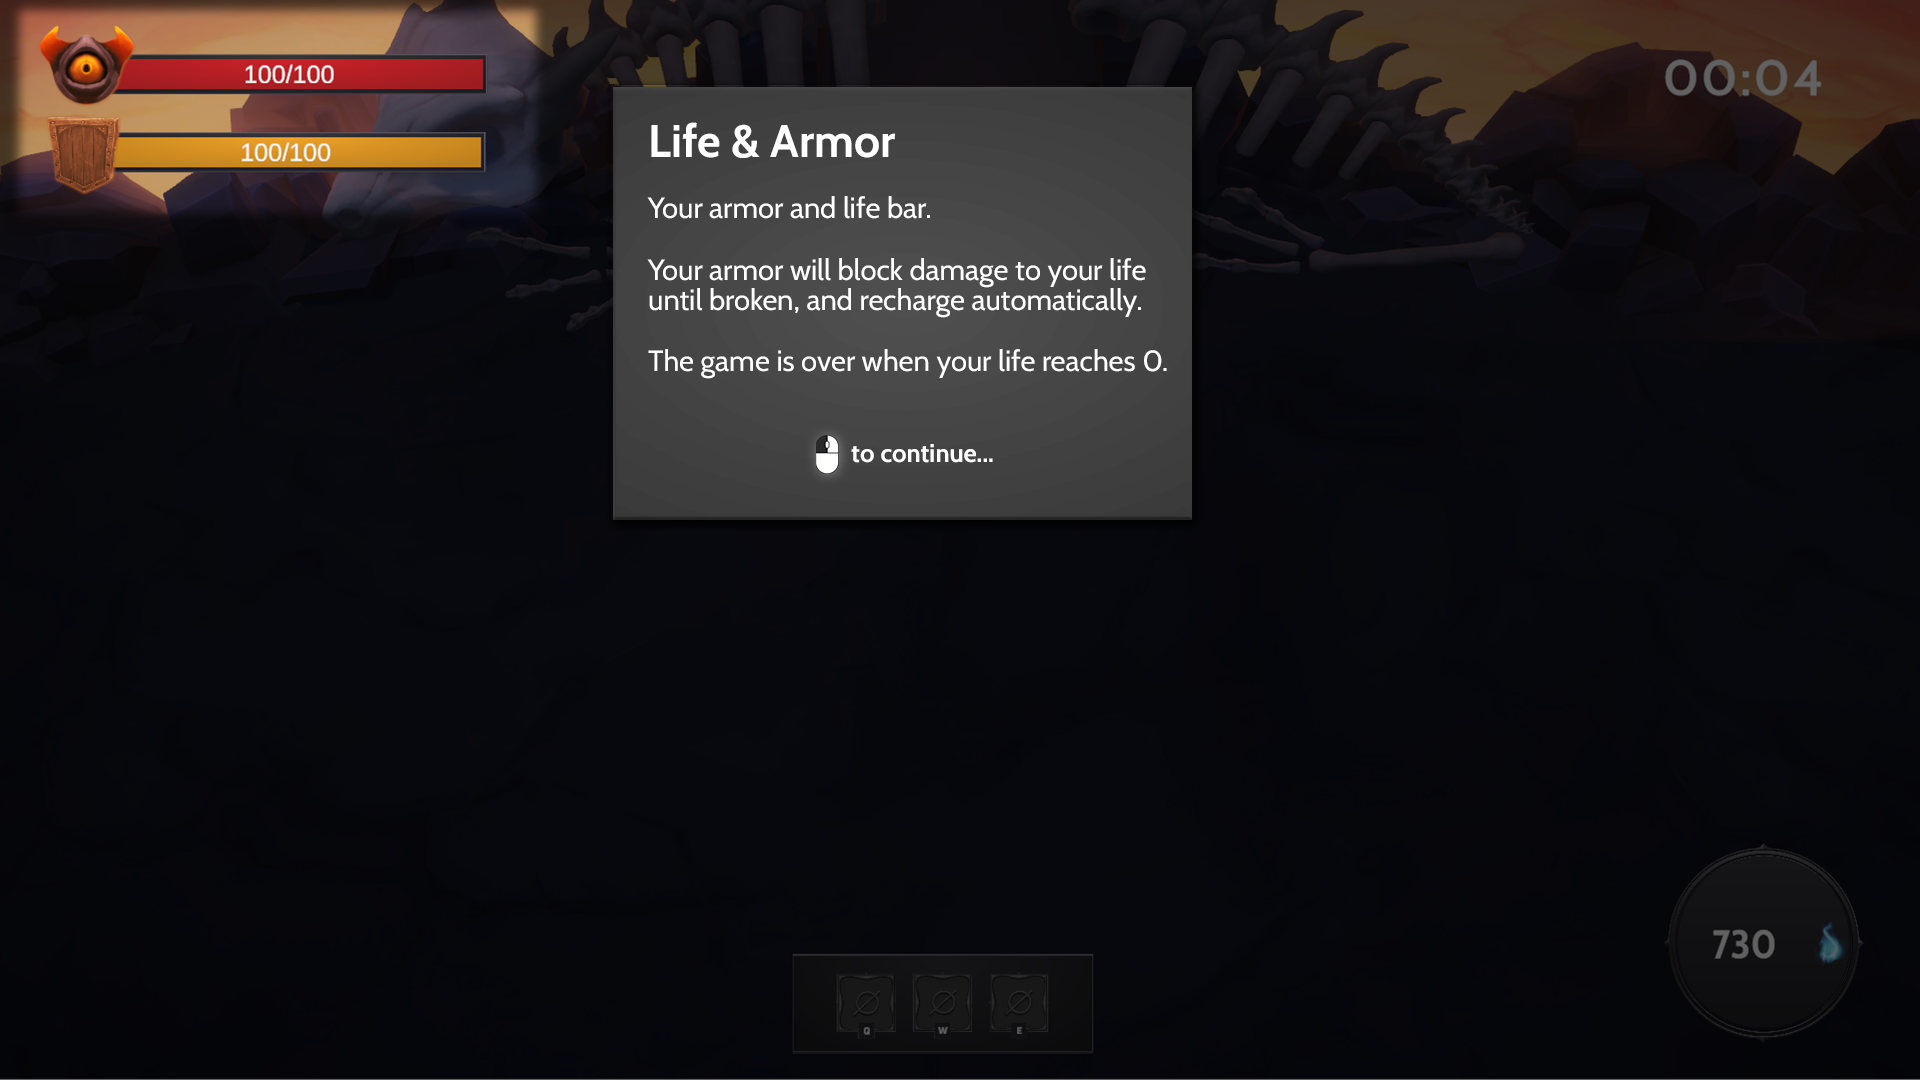 100/100
100/100
00:04
Life & Armor
Your armor and life bar.
Your armor will block damage to your life
until broken, and recharge automatically.
The game is over when your life reaches 0.
to continue...
730
Q W E